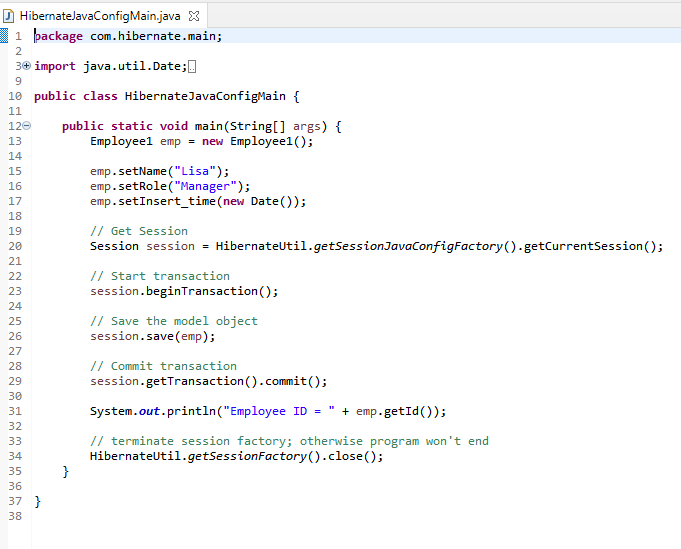 HibernateJavaConfigMain.java
1 package com.hibernate.main;
2
3 import java.util.Date;
9
10 public class HibernateJavaConfigMain {
11
12     public static void main(String[] args) {
13         Employee1 emp = new Employee1();
14
15         emp.setName("Lisa");
16         emp.setRole("Manager");
17         emp.setInsert_time(new Date());
18
19         // Get Session
20         Session session = HibernateUtil.getSessionJavaConfigFactory().getCurrentSession();
21
22         // Start transaction
23         session.beginTransaction();
24
25         // Save the model object
26         session.save(emp);
27
28         // Commit transaction
29         session.getTransaction().commit();
30
31         System.out.println("Employee ID = " + emp.getId());
32
33         // terminate session factory; otherwise program won't end
34         HibernateUtil.getSessionFactory().close();
35     }
36
37 }
38